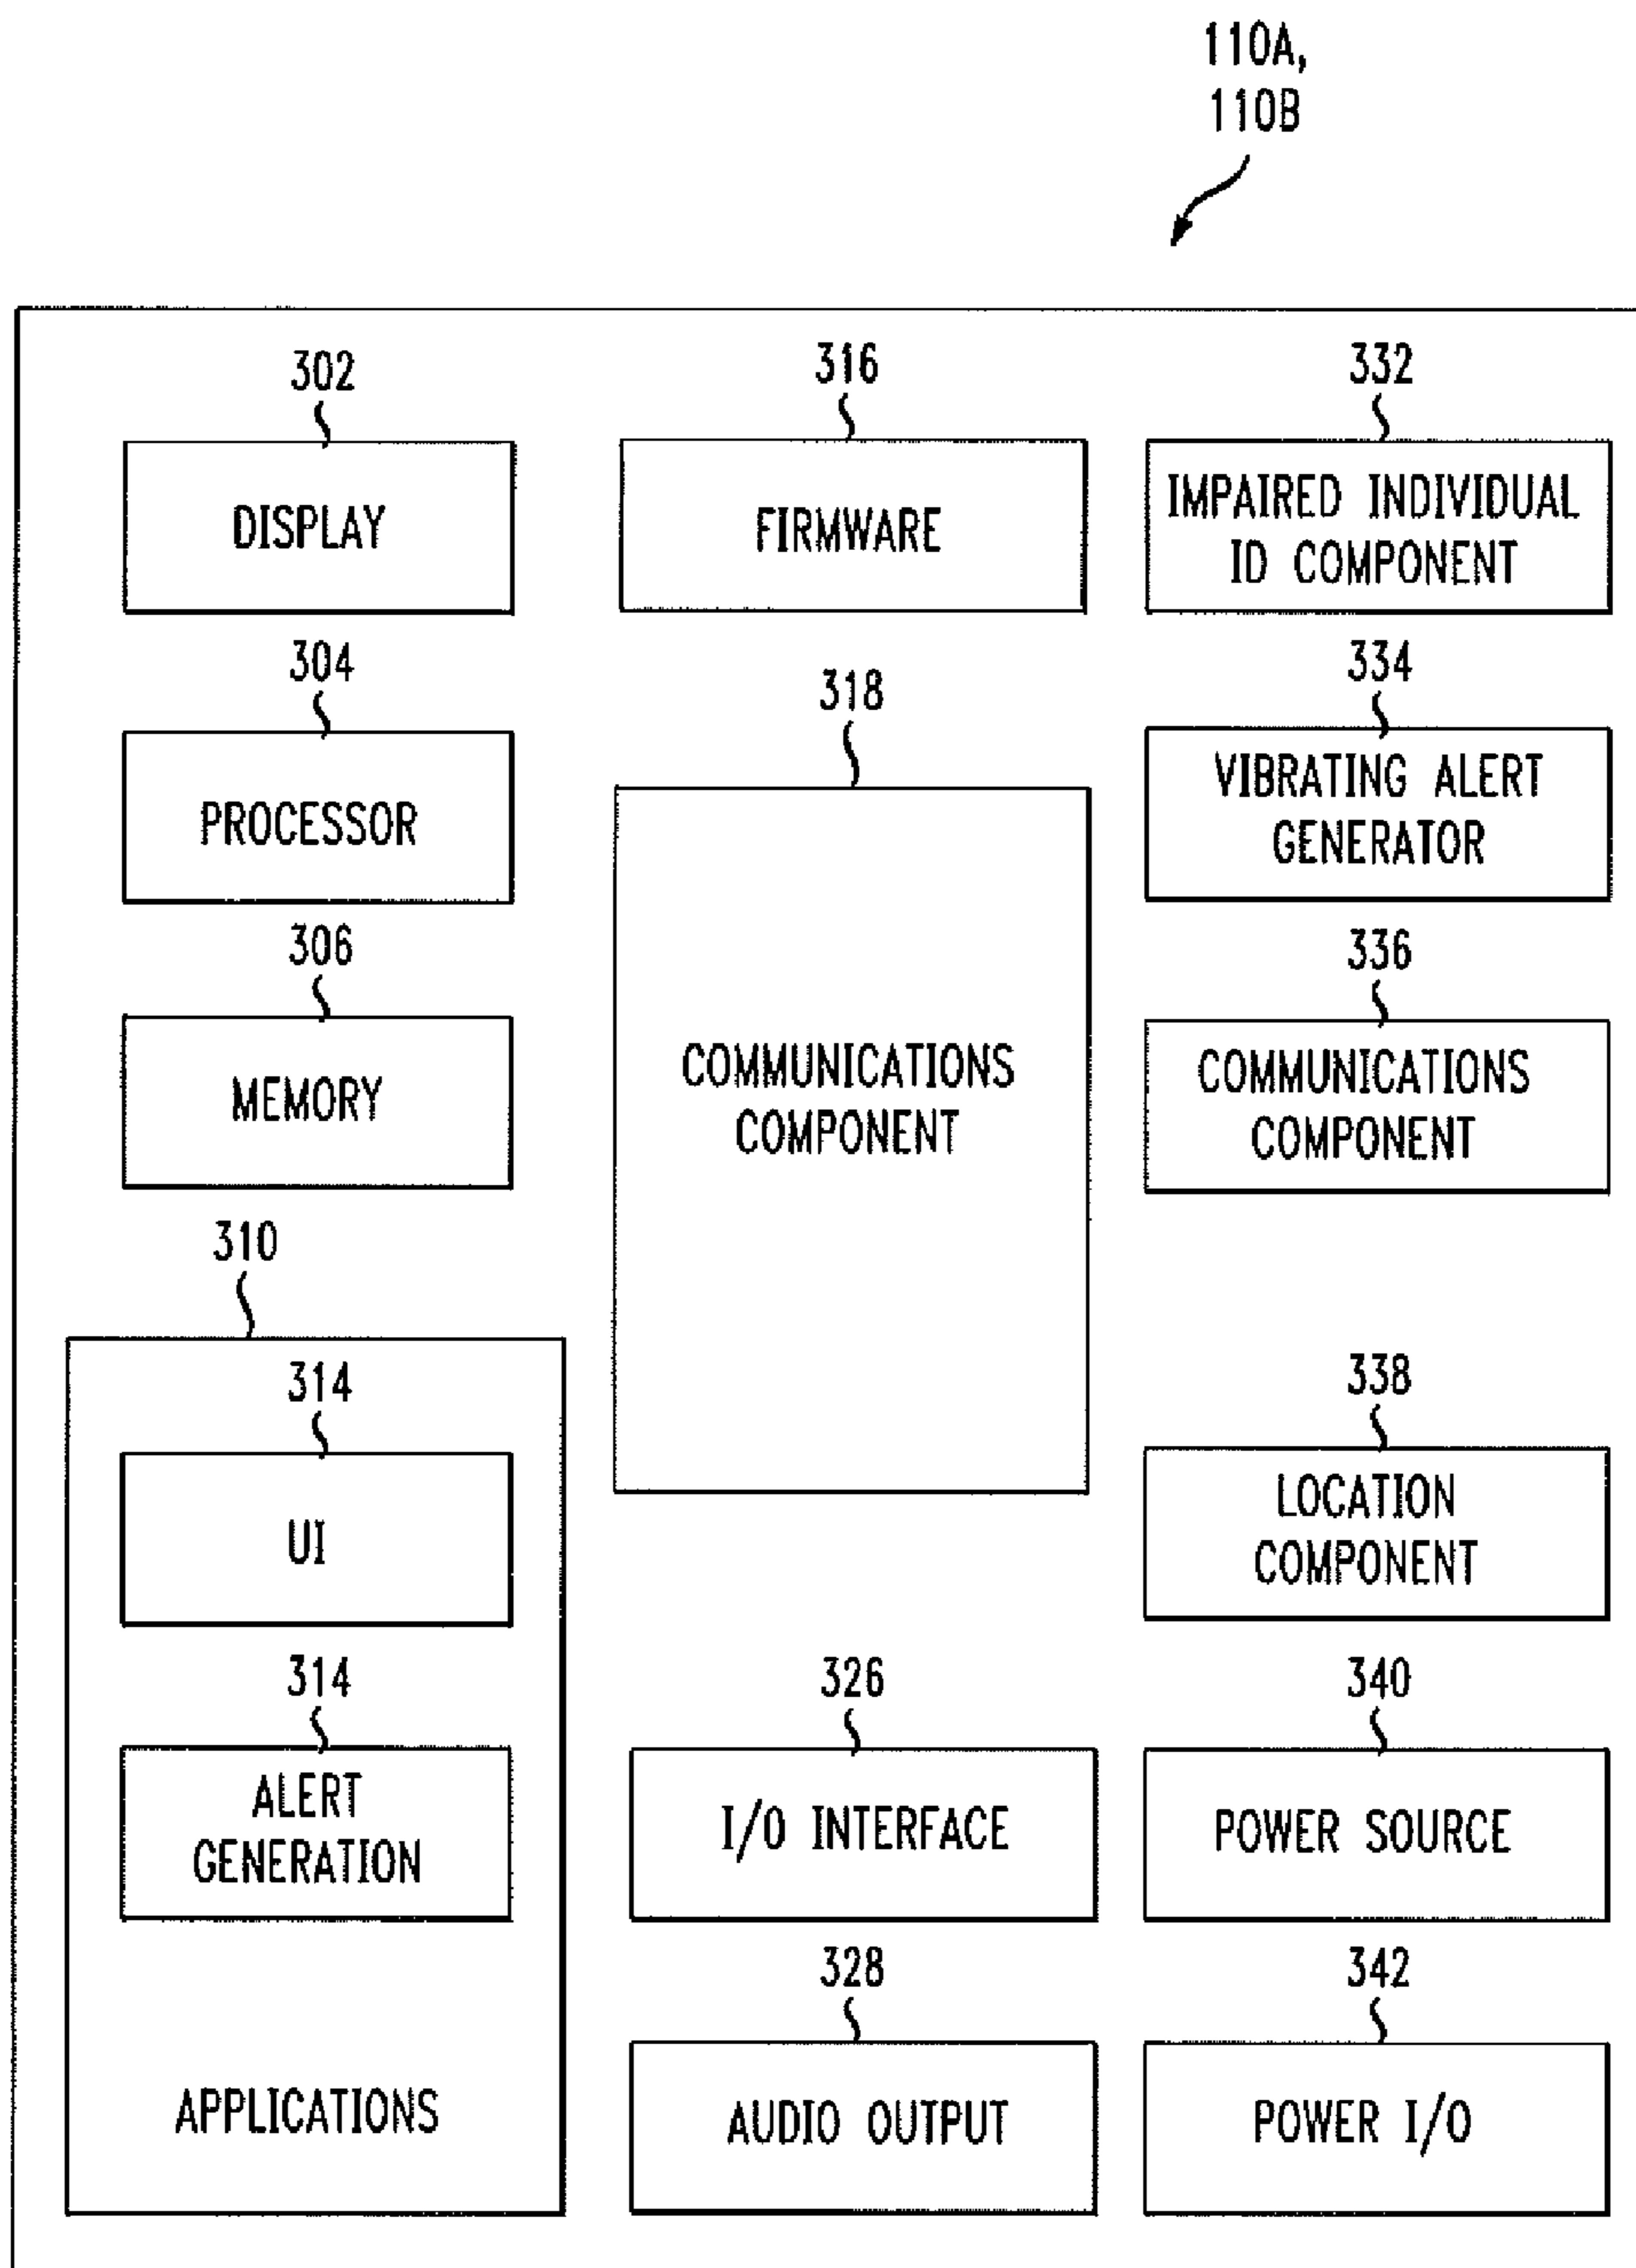 110A,
110B
302
DISPLAY
304
PROCESSOR
306
MEMORY
310
314
UI
314
ALERT
GENERATION
APPLICATIONS
316
FIRMWARE
318
COMMUNICATIONS
COMPONENT
326
I/O INTERFACE
328
AUDIO OUTPUT
332
IMPAIRED INDIVIDUAL
ID COMPONENT
334
VIBRATING ALERT
GENERATOR
336
COMMUNICATIONS
COMPONENT
338
LOCATION
COMPONENT
340
POWER SOURCE
342
POWER I/O